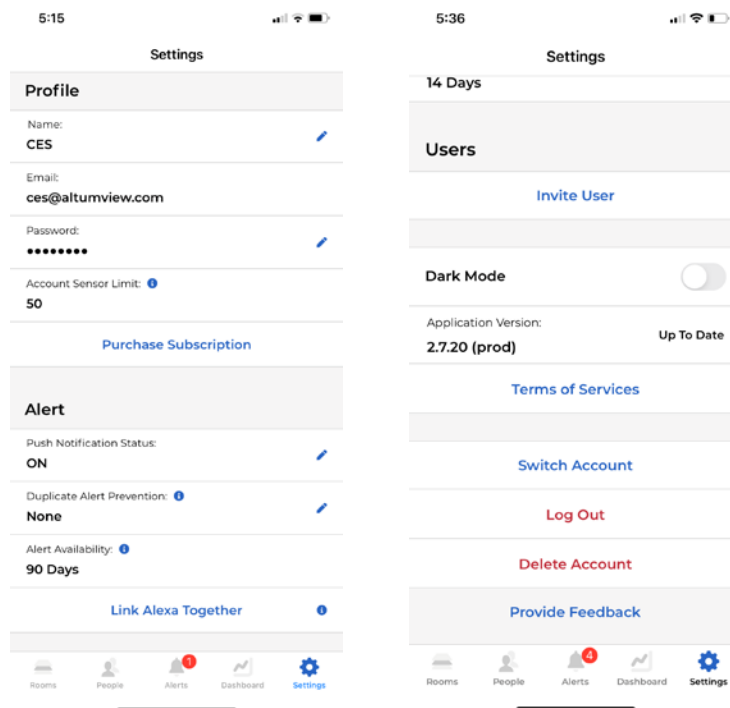 5:15
Settings
Profile
Name:
CES
Email:
ces@altumview.com
Password:
••••••••
Account Sensor Limit:
50
Purchase Subscription
Alert
Push Notification Status:
ON
Duplicate Alert Prevention:
None
Alert Availability:
90 Days
Link Alexa Together
1
Rooms People Alerts Dashboard Settings
5:36
Settings
14 Days
Users
Invite User
Dark Mode
Application Version:
2.7.20 (prod) Up To Date
Terms of Services
Switch Account
Log Out
Delete Account
Provide Feedback
4
Rooms People Alerts Dashboard Settings